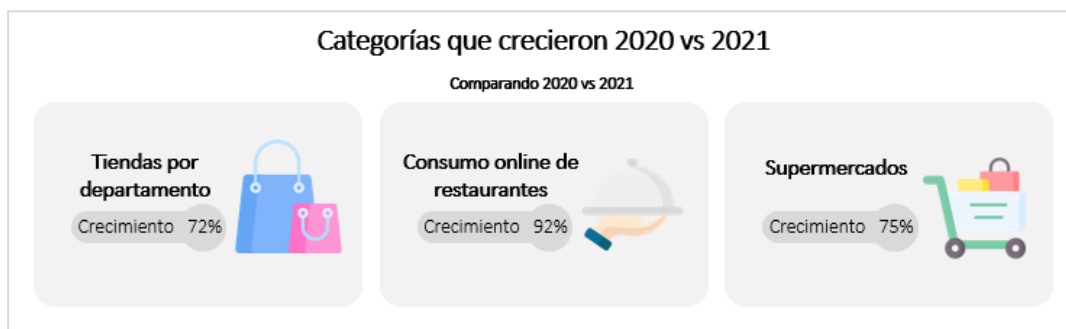 Categorías que crecieron 2020 vs 2021
Comparando 2020 vs 2021
Tiendas por
departamento
Crecimiento 72%
Consumo online de
restaurantes
Crecimiento 92%
Supermercados
Crecimiento 75%